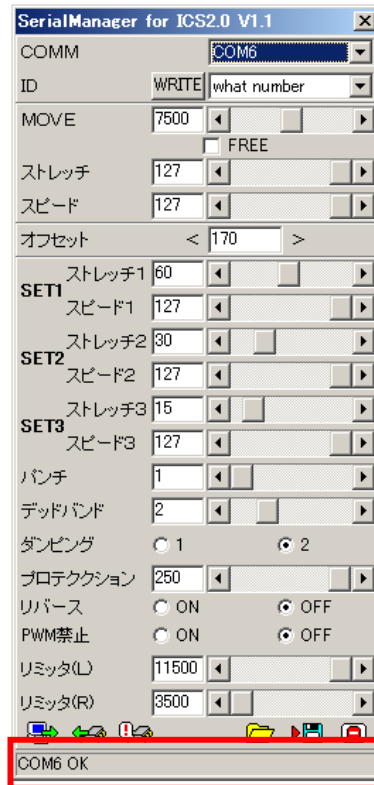 SerialManager for ICS2.0 V1.1
COMM COM6
ID WRITE what number
MOVE 7500
FREE
ストレッチ 127
スピード 127
オフセット < 170 >
SET1
ストレッチ1 60
スピード1 127
SET2
ストレッチ2 30
スピード2 127
SET3
ストレッチ3 15
スピード3 127
パンチ 1
デッドバンド 2
ダンピング 1 2
プロテククション 250
リバース ON OFF
PWM禁止 ON OFF
リミッタ(L) 11500
リミッタ(R) 3500
COM6 OK